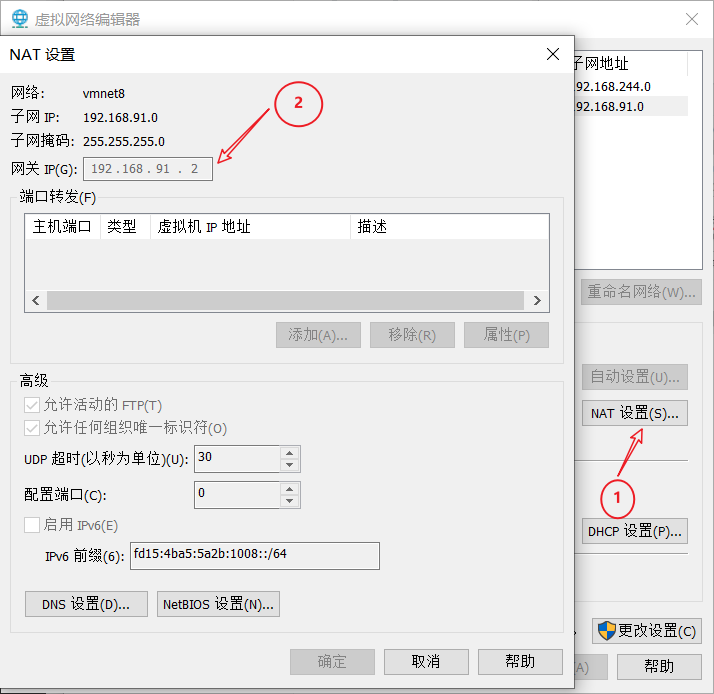 虚拟网络编辑器
NAT 设置
网络: vmnet8
子网 IP: 192.168.91.0
子网掩码: 255.255.255.0
网关 IP(G): 192 . 168 . 91 . 2
2
端口转发(F)
主机端口 类型 虚拟机 IP 地址 描述
添加(A)... 移除(R) 属性(P)
高级
允许活动的 FTP(T)
允许任何组织唯一标识符(O)
UDP 超时(以秒为单位)(U): 30
配置端口(C): 0
启用 IPv6(E)
IPv6 前缀(6): fd15:4ba5:5a2b:1008::/64
DNS 设置(D)... NetBIOS 设置(N)...
确定 取消 帮助
子网地址
92.168.244.0
92.168.91.0
重命名网络(W)...
自动设置(U)...
NAT 设置(S)...
1
DHCP 设置(P)...
更改设置(C)
A) 帮助